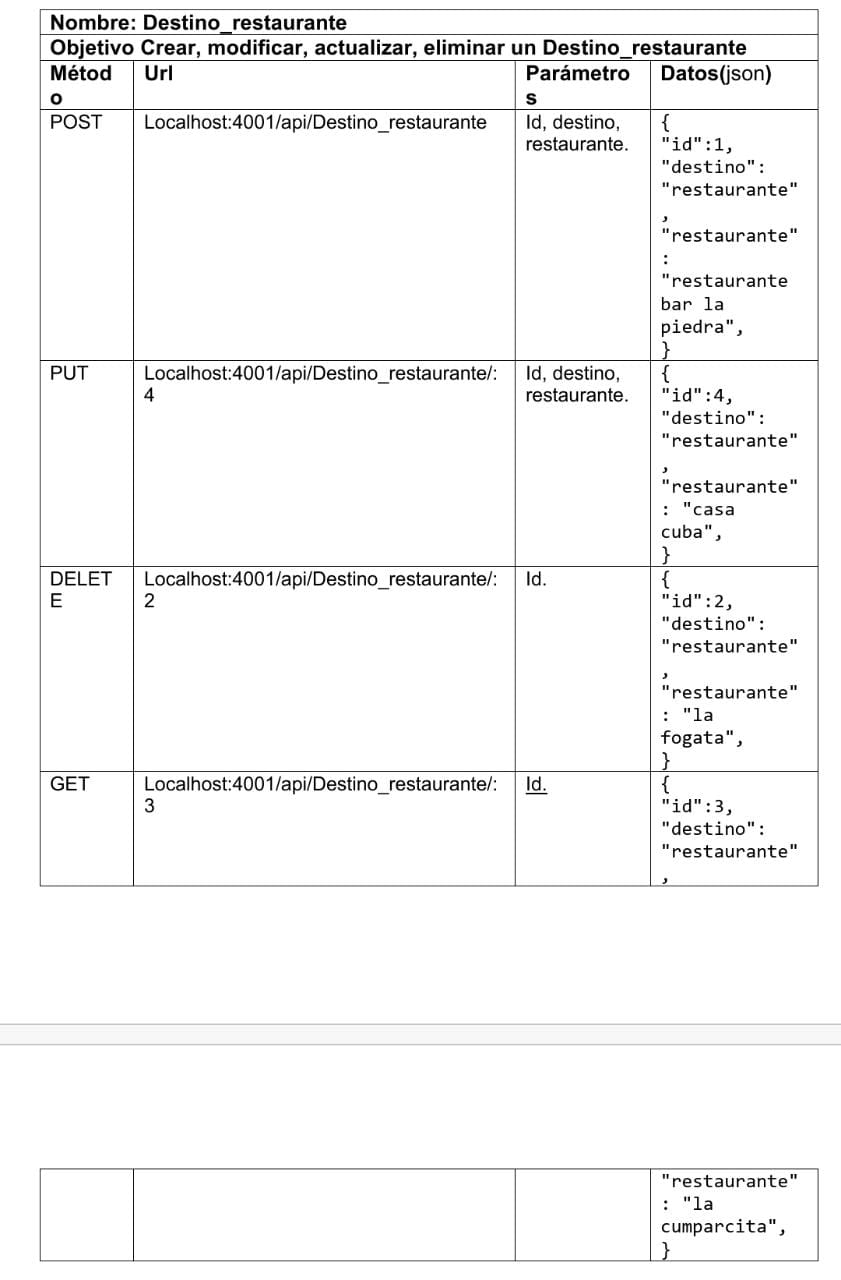 Nombre: Destino_restaurante
Objetivo Crear, modificar, actualizar, eliminar un Destino_restaurante
Métod
o
Url
Parámetro
s
Datos(json)
POST
Localhost:4001/api/Destino_restaurante
Id, destino,
restaurante.
{
"id":1,
"destino":
"restaurante"
,
"restaurante"
:
"restaurante
bar la
piedra",
}
PUT
Localhost:4001/api/Destino_restaurante/:
4
Id, destino,
restaurante.
{
"id":4,
"destino":
"restaurante"
,
"restaurante"
: "casa
cuba",
}
DELET
E
Localhost:4001/api/Destino_restaurante/:
2
Id.
{
"id":2,
"destino":
"restaurante"
,
"restaurante"
: "la
fogata",
}
GET
Localhost:4001/api/Destino_restaurante/:
3
Id.
{
"id":3,
"destino":
"restaurante"
,
"restaurante"
: "la
cumparcita",
}